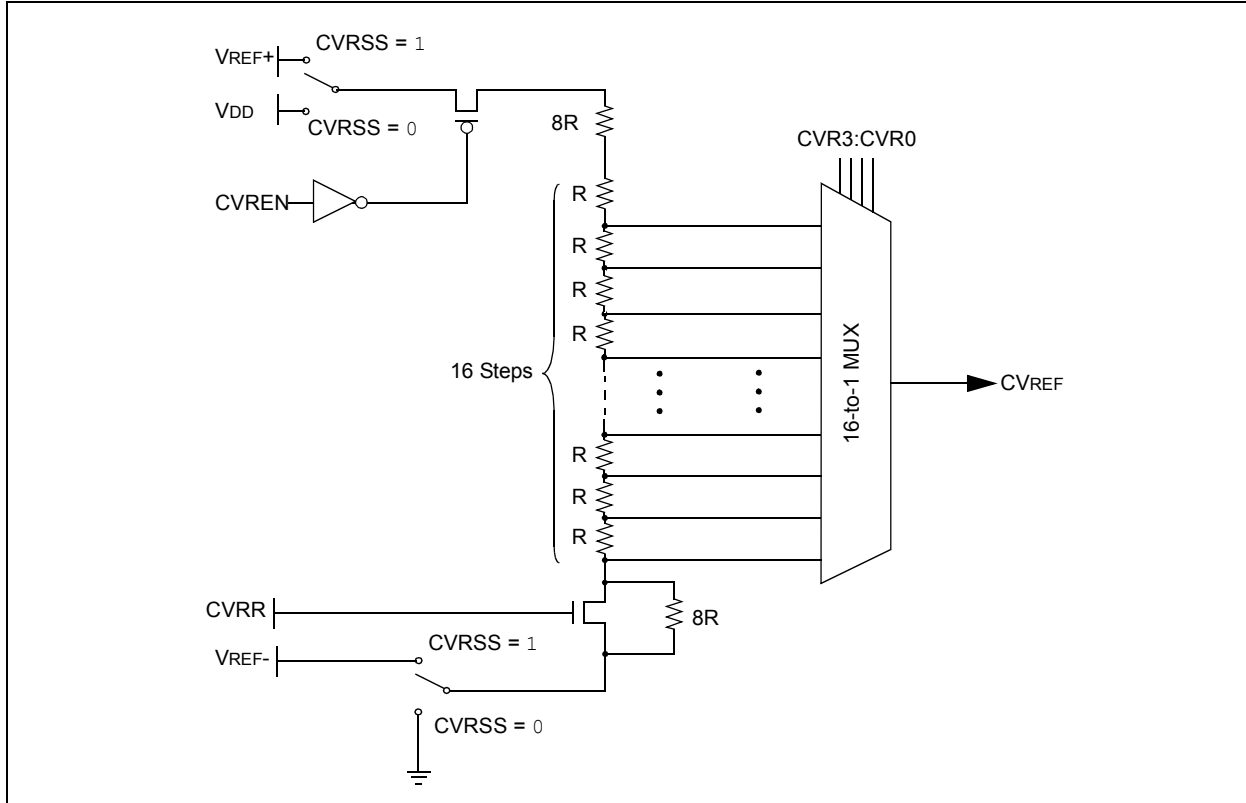 CVRSS = 1
VREF+
VDD
CVRSS = 0
8R
CVR3:CVR0
CVREN
R
R
R
R
16 Steps
16-to-1 MUX
CVREF
R
R
R
CVRR
8R
CVRSS = 1
VREF-
CVRSS = 0